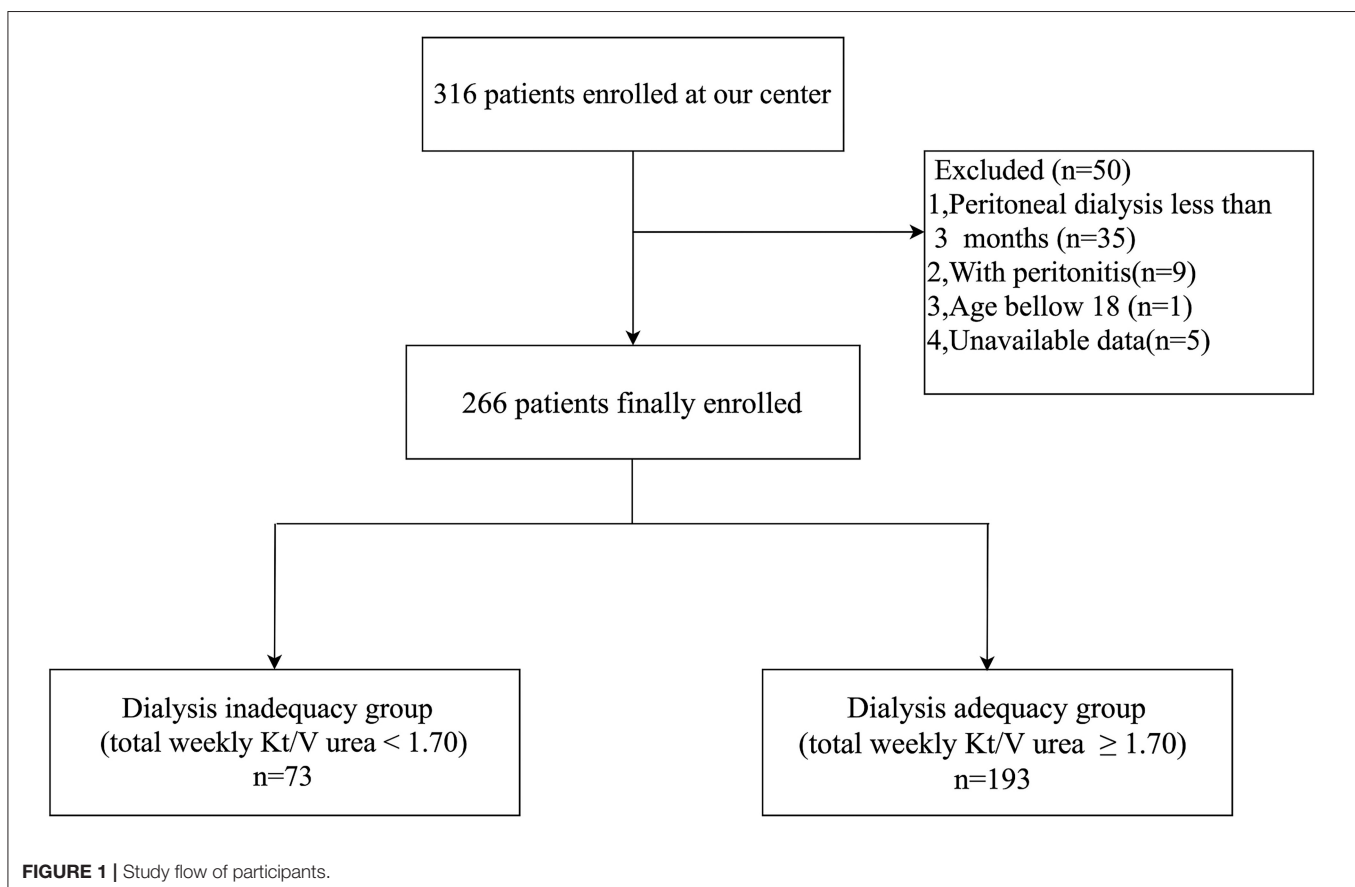 316 patients enrolled at our center
Excluded (n=50)
1,Peritoneal dialysis less than
3 months (n=35)
2,With peritonitis(n=9)
3,Age bellow 18 (n=1)
4,Unavailable data(n=5)
266 patients finally enrolled
Dialysis inadequacy group
(total weekly Kt/V urea < 1.70)
n=73
Dialysis adequacy group
(total weekly Kt/V urea ≥ 1.70)
n=193
FIGURE 1 | Study flow of participants.